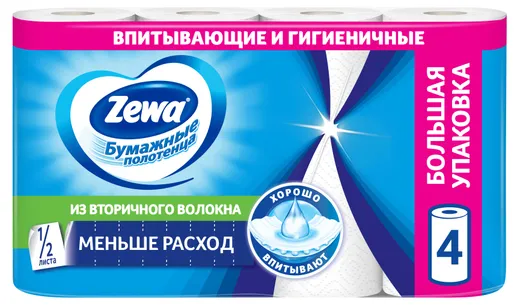 ВПИТЫВАЮЩИЕ И ГИГИЕНИЧНЫЕ
Zewa
Бумажные
полотенца
ИЗ ВТОРИЧНОГО ВОЛОКНА
1/2
листа
МЕНЬШЕ РАСХОД
ХОРОШО
ВПИТЫВАЮТ
БОЛЬШАЯ
УПАКОВКА
4